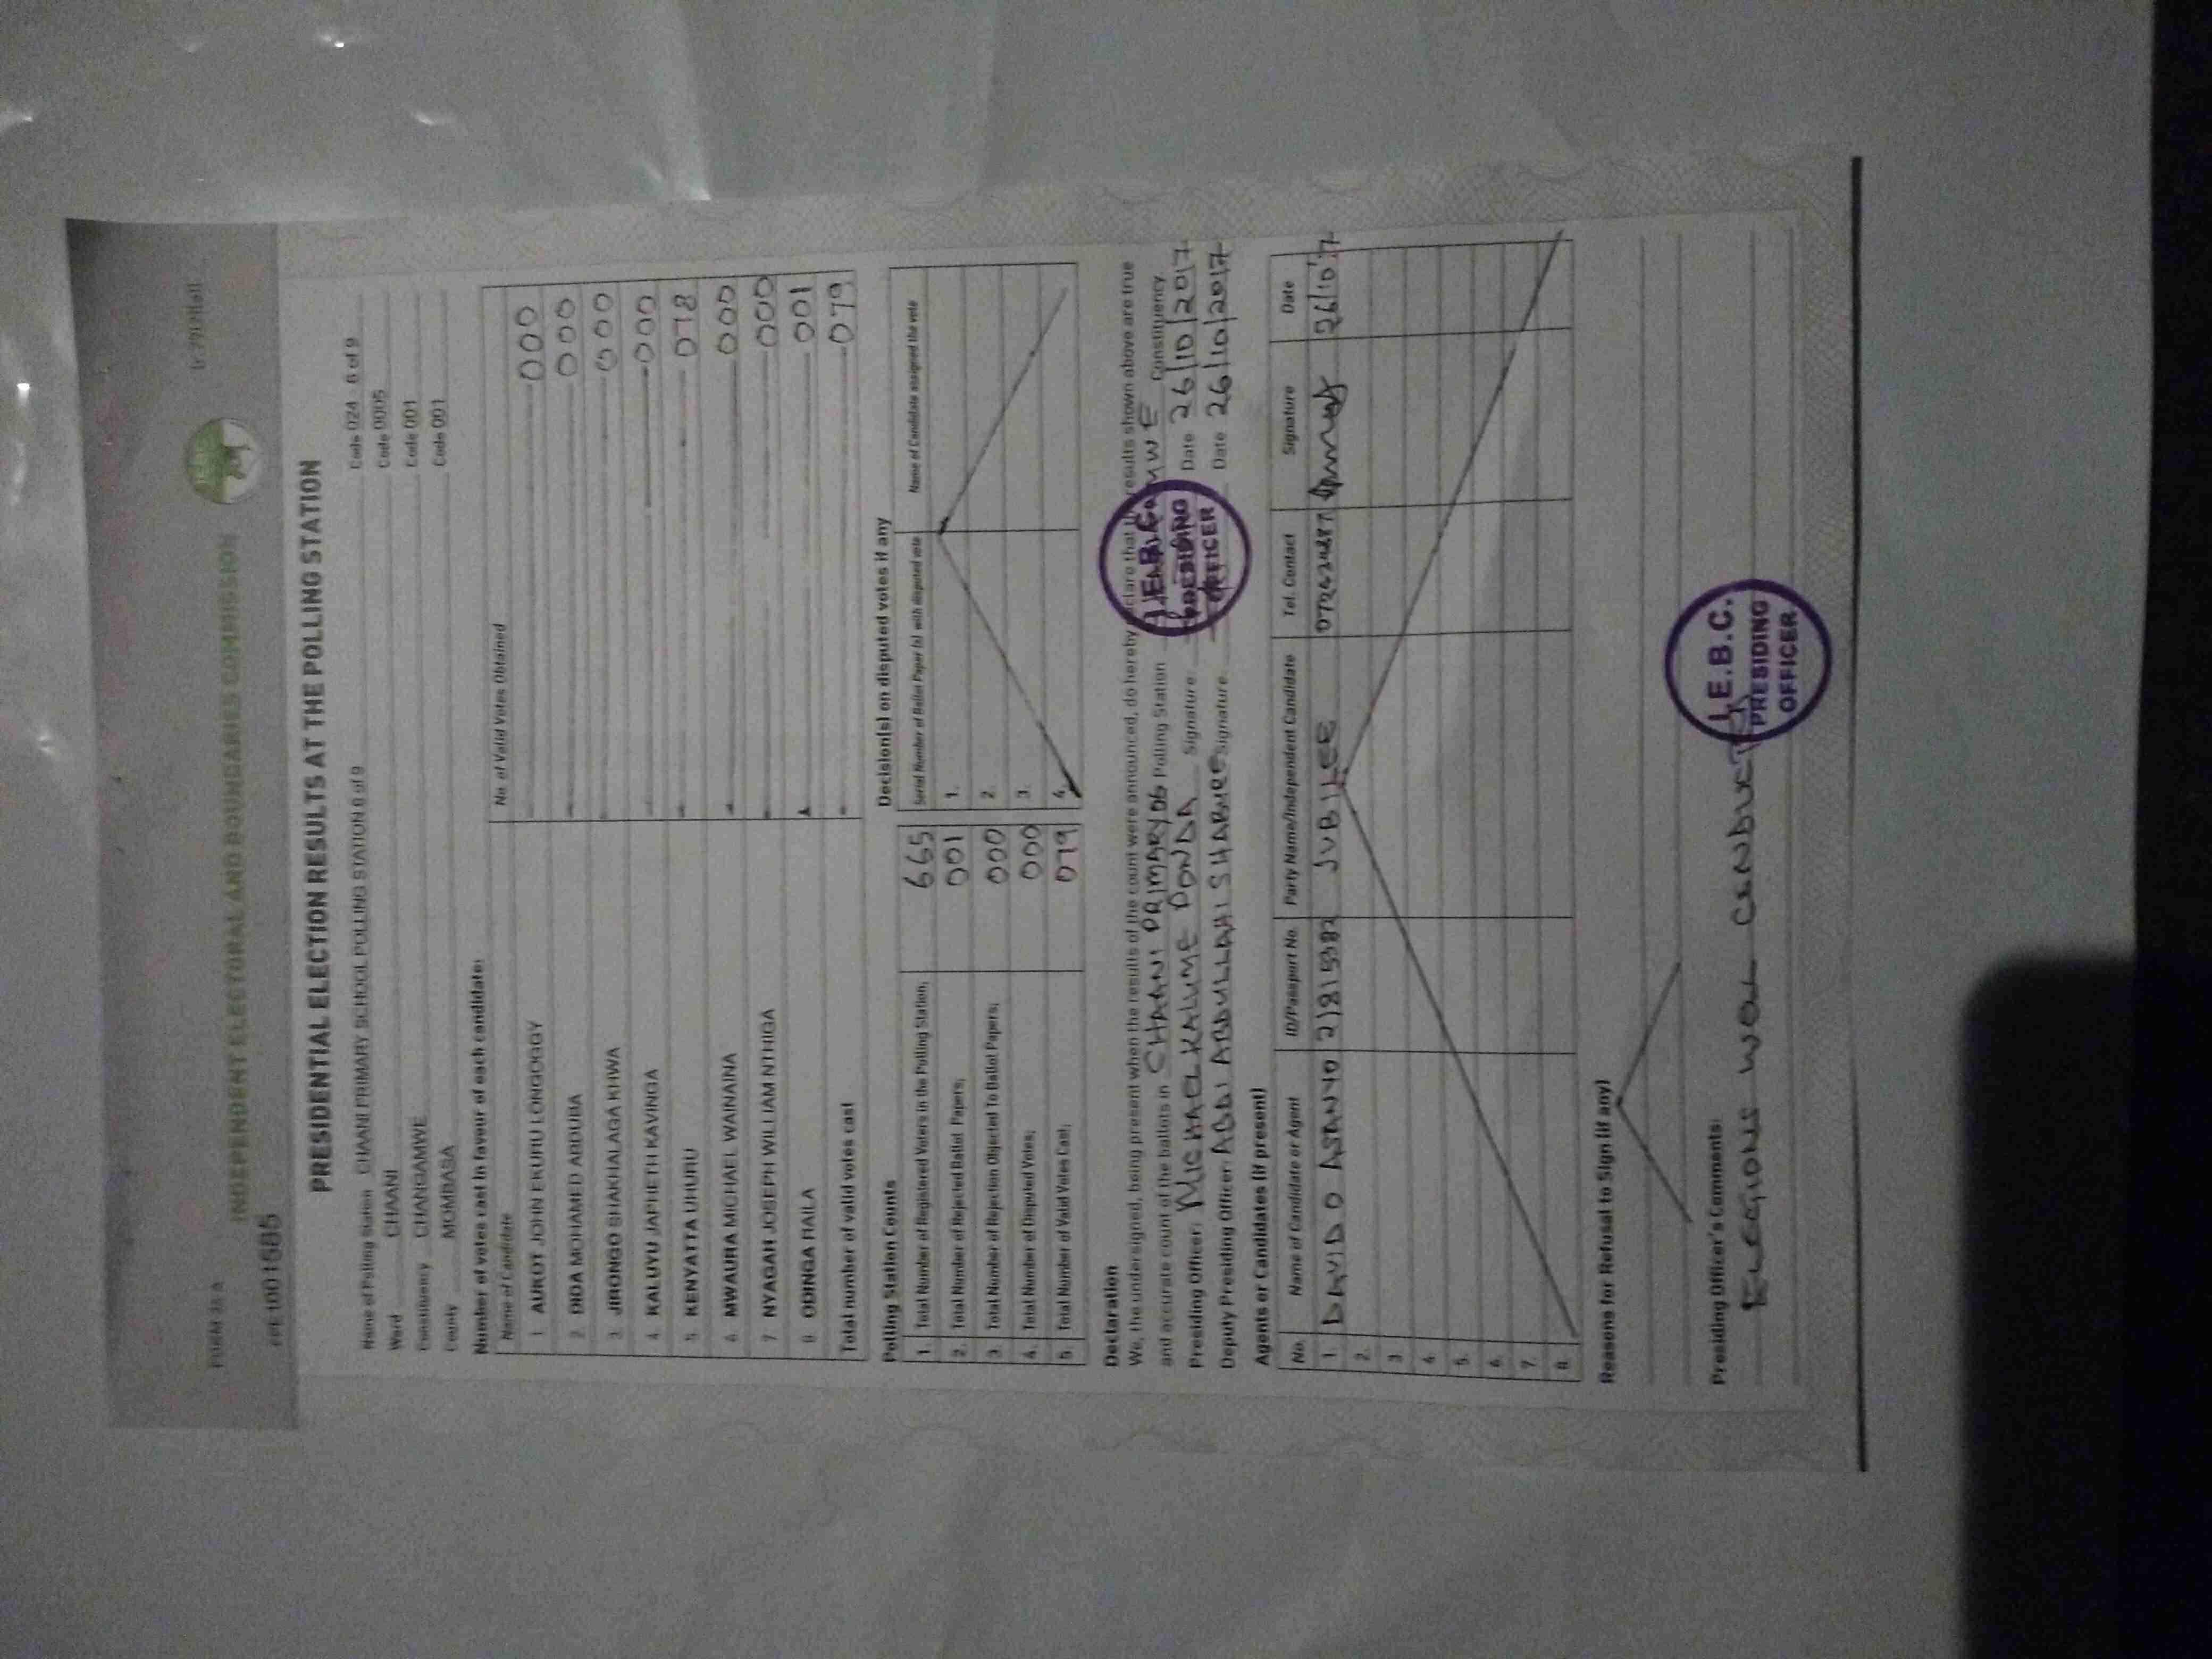 FORM 34 A
INDEPENDENT ELECTORAL AND BOUNDARIES COMMISSION
PRE1001685
PRESIDENTIAL ELECTION RESULTS AT THE POLLING STATION
Name of Polling Station CHAANI PRIMARY SCHOOL POLLING STATION 6 of 9 Code 024 6 of 9
Ward CHAANI Code 0005
Constituency CHANGAMWE Code 001
County MOMBASA Code 001
Number of votes cast in favour of each candidate:
Name of Candidate No. of Valid Votes Obtained
1 AUKOT JOHN EKURU LONGOGGY 000
2 DIDA MOHAMED ABDUBA 000
3 JIRONGO SHAKHALAGA KHWA 000
4 KALUYU JAPHETH KAVINGA 000
5 KENYATTA UHURU 078
6 MWAURA MICHAEL WAINAINA 000
7 NYAGAH JOSEPH WILLIAM NTHIGA 000
8 ODINGA RAILA 001
Total number of valid votes cast 079
Polling Station Counts
1. Total Number of Registered Voters in the Polling Station; 665
2. Total Number of Rejected Ballot Papers; 001
3. Total Number of Rejection Objected To Ballot Papers; 000
4. Total Number of Disputed Votes; 000
5. Total Number of Valid Votes Cast; 079
Decision(s) on disputed votes if any
Serial Number of Ballot Paper (s) with disputed vote Name of Candidate assigned the vote
1.
2.
3.
4.
Declaration
We, the undersigned, being present when the results of the count were announced, do hereby declare that the results shown above are true
and accurate count of the ballots in CHAANI PRIMARY 06 Polling Station Constituency
Presiding Officer: MICHAEL KALUME DONDA Signature: Date 26/10/2017
Deputy Presiding Officer: ABDI ABDULLAHI SHABURE Signature Date 26/10/2017
I.E.B.C.
PRESIDING
OFFICER
Agents or Candidates (if present)
No. Name of Candidate or Agent ID/Passport No. Party Name/Independent Candidate Tel. Contact Signature Date
1. DAVID O ASANYO JUBILEE 26/10/17
2.
3
4
5.
6.
7.
8.
Reasons for Refusal to Sign (if any)
Presiding Officer's Comments:
WELL
I.E.B.C.
PRESIDING
OFFICER